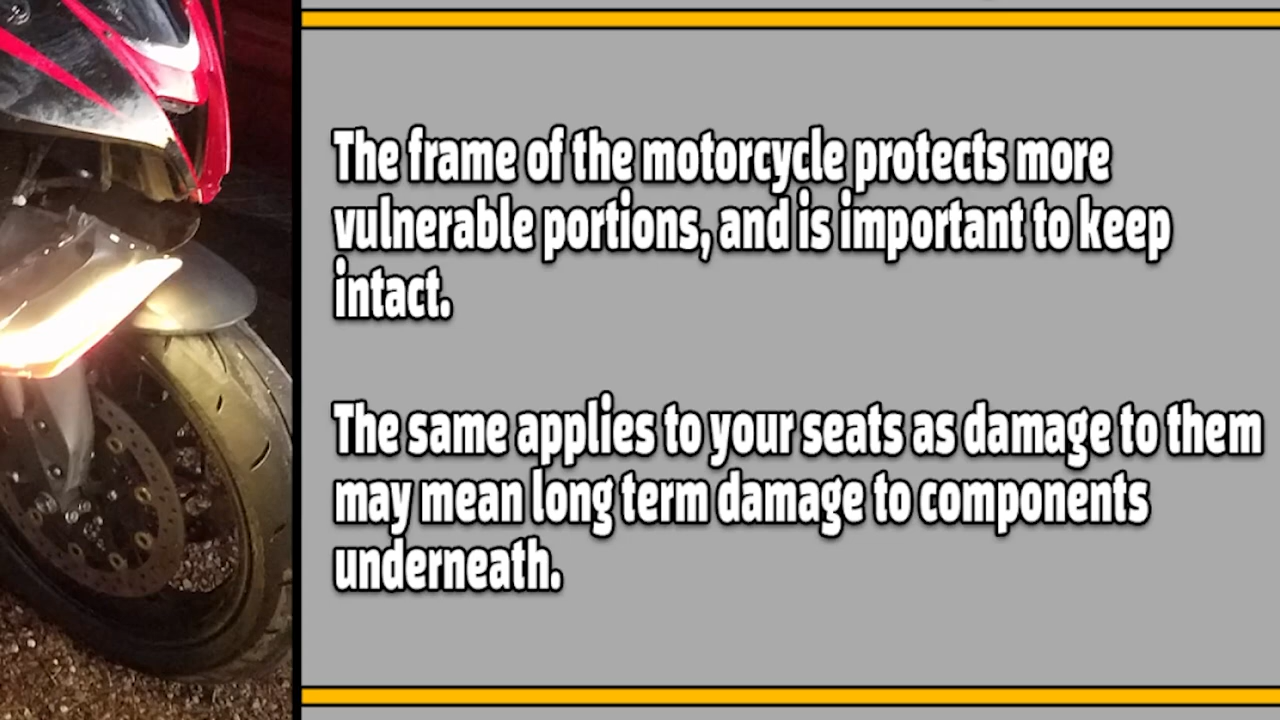 The frame of the motorcycle protects more
vulnerable portions, and is important to keep
intact.
The same applies to your seats as damage to them
may mean long term damage to components
underneath.